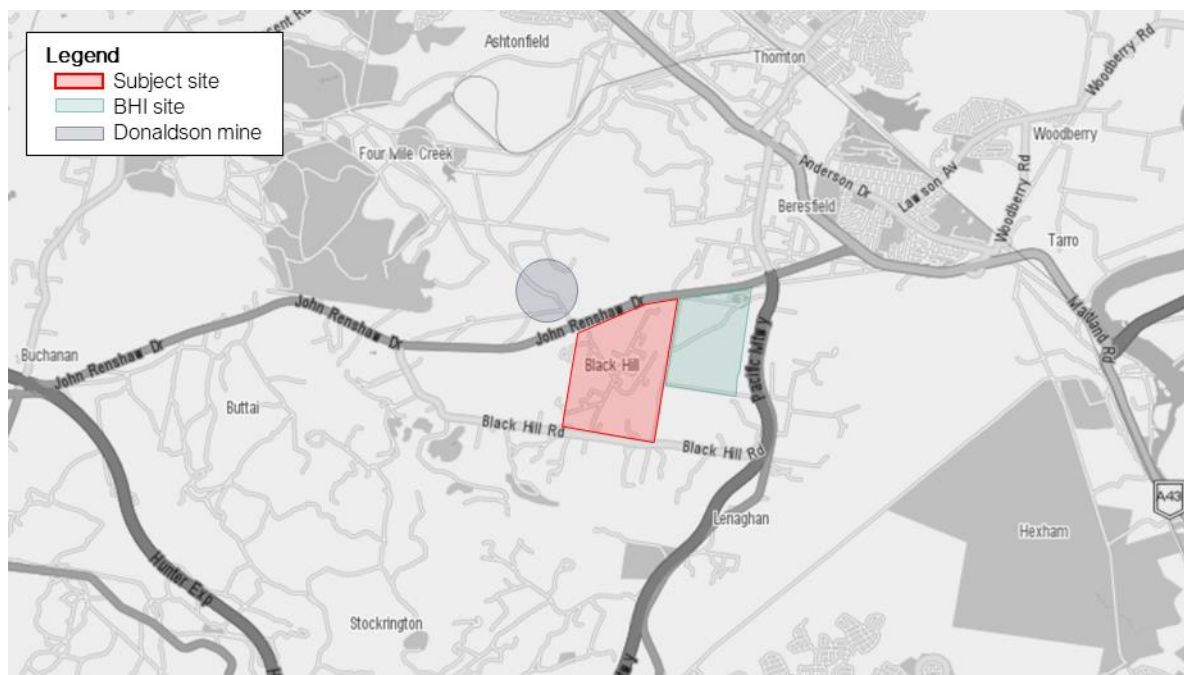 Legend
Subject site
BHI site
Donaldson mine
Ashtonfield
Thornton
Woodberry Rd
Woodberry
Four Mile Creek
Anderson Dr
Lawson Av
Woodberry Rd
Beresfield
Tarro
John Renshaw Dr
John Renshaw Dr
Maitland Rd
Buchanan
John Renshaw Dr
Black Hill
Pacific Mtwy
Buttai
Black Hill Rd
Black Hill Rd
A43
Lenaghan
Hexham
Hunter Exp
Stockrington